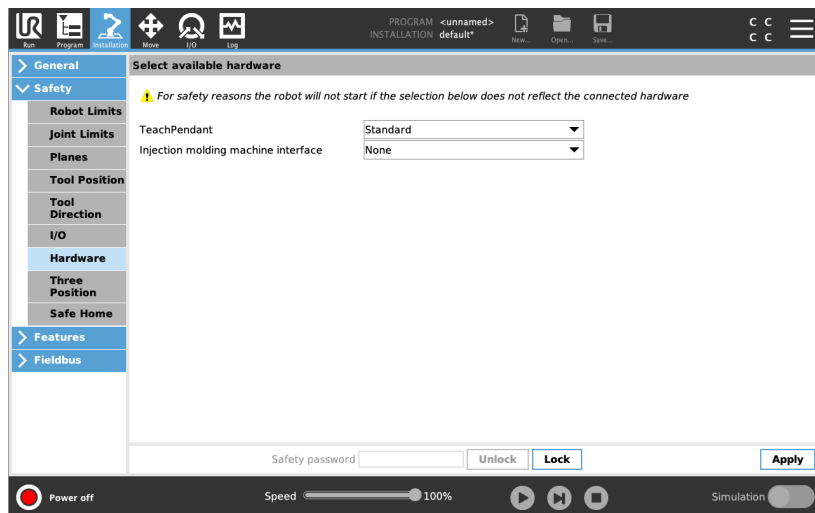 UR
Run
Program
Installation
Move
I/O
Log
PROGRAM <unnamed>
INSTALLATION default*
New...
Open...
Save...
C C
C C
General
Safety
Robot Limits
Joint Limits
Planes
Tool Position
Tool
Direction
I/O
Hardware
Three
Position
Safe Home
Features
Fieldbus
Select available hardware
For safety reasons the robot will not start if the selection below does not reflect the connected hardware
TeachPendant Standard
Injection molding machine interface None
Safety password Unlock Lock Apply
Power off Speed 100% Simulation